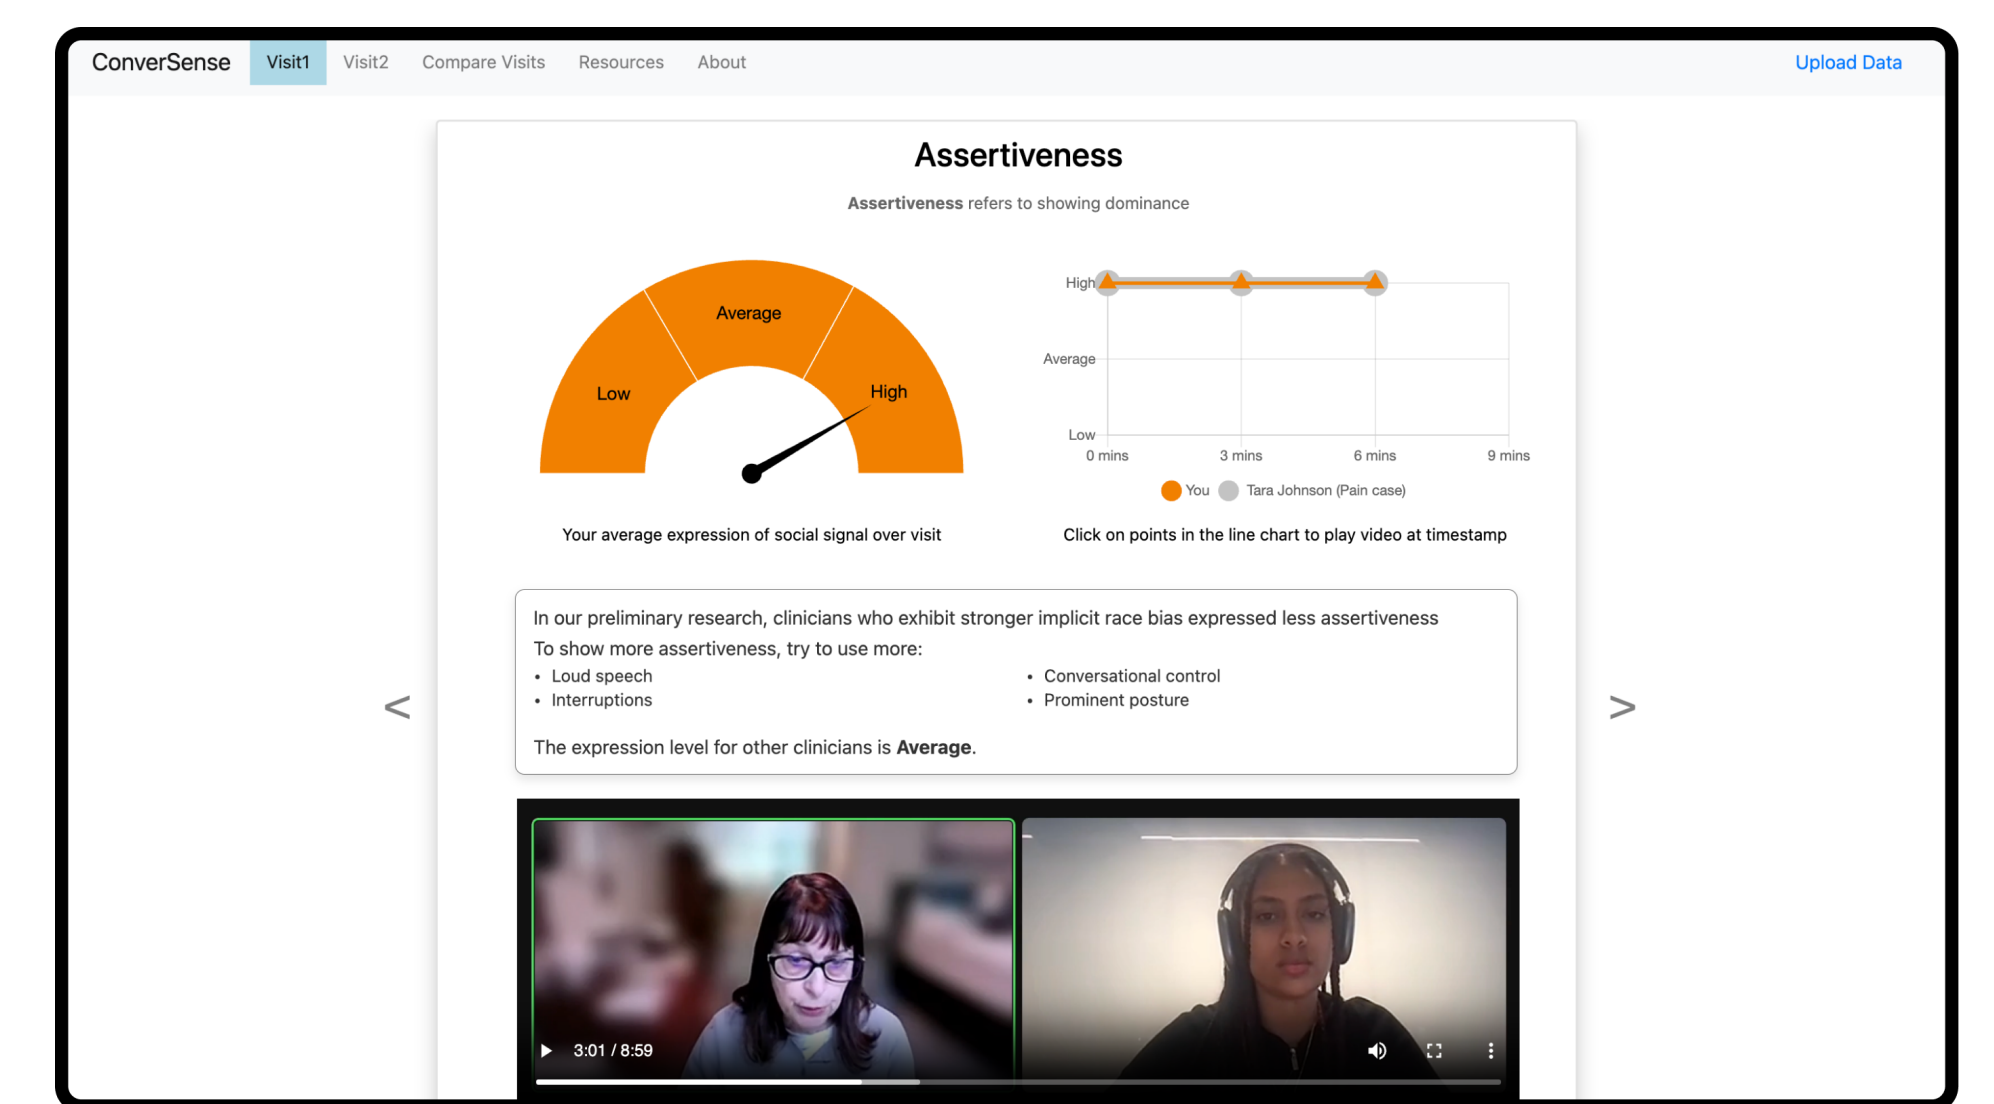 ConverSense Visit1 Visit2 Compare Visits Resources About Upload Data
Assertiveness
Assertiveness refers to showing dominance
Low
Average
High
High
Average
Low
0 mins 3 mins 6 mins 9 mins
You Tara Johnson (Pain case)
Your average expression of social signal over visit
Click on points in the line chart to play video at timestamp
In our preliminary research, clinicians who exhibit stronger implicit race bias expressed less assertiveness
To show more assertiveness, try to use more:
• Loud speech
• Interruptions
• Conversational control
• Prominent posture
The expression level for other clinicians is Average.
<
>
3:01 / 8:59